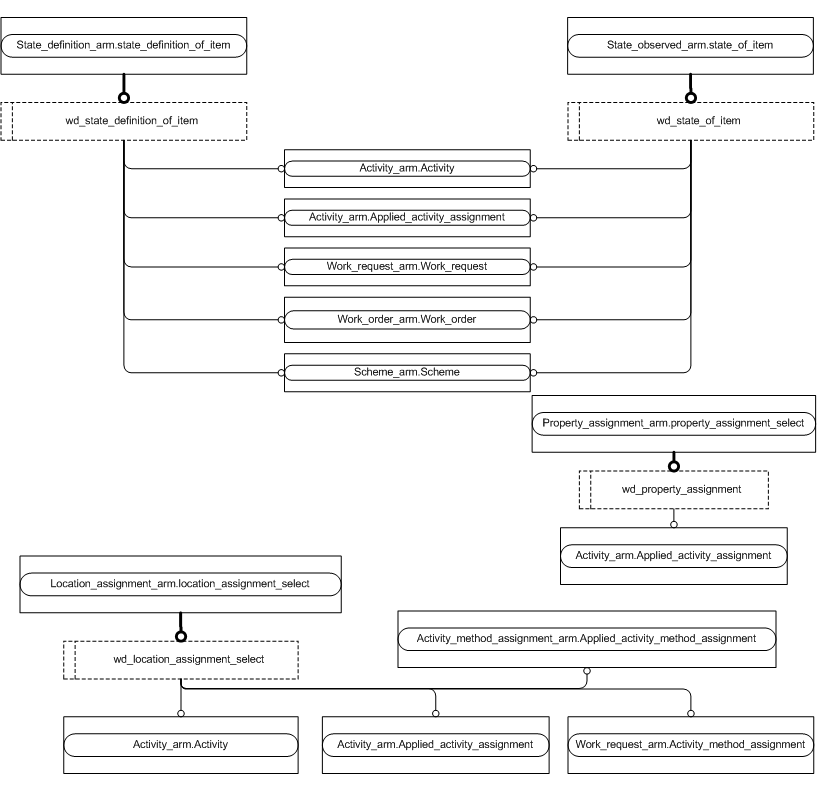 State_definition_arm.state_definition_of_item
State_observed_arm.state_of_item
wd_state_definition_of_item
wd_state_of_item
Activity_arm.Activity
Activity_arm.Applied_activity_assignment
Work_request_arm.Work_request
Work_order_arm.Work_order
Scheme_arm.Scheme
Property_assignment_arm.property_assignment_select
wd_property_assignment
Activity_arm.Applied_activity_assignment
Location_assignment_arm.location_assignment_select
Activity_method_assignment_arm.Applied_activity_method_assignment
wd_location_assignment_select
Activity_arm.Activity
Activity_arm.Applied_activity_assignment
Work_request_arm.Activity_method_assignment